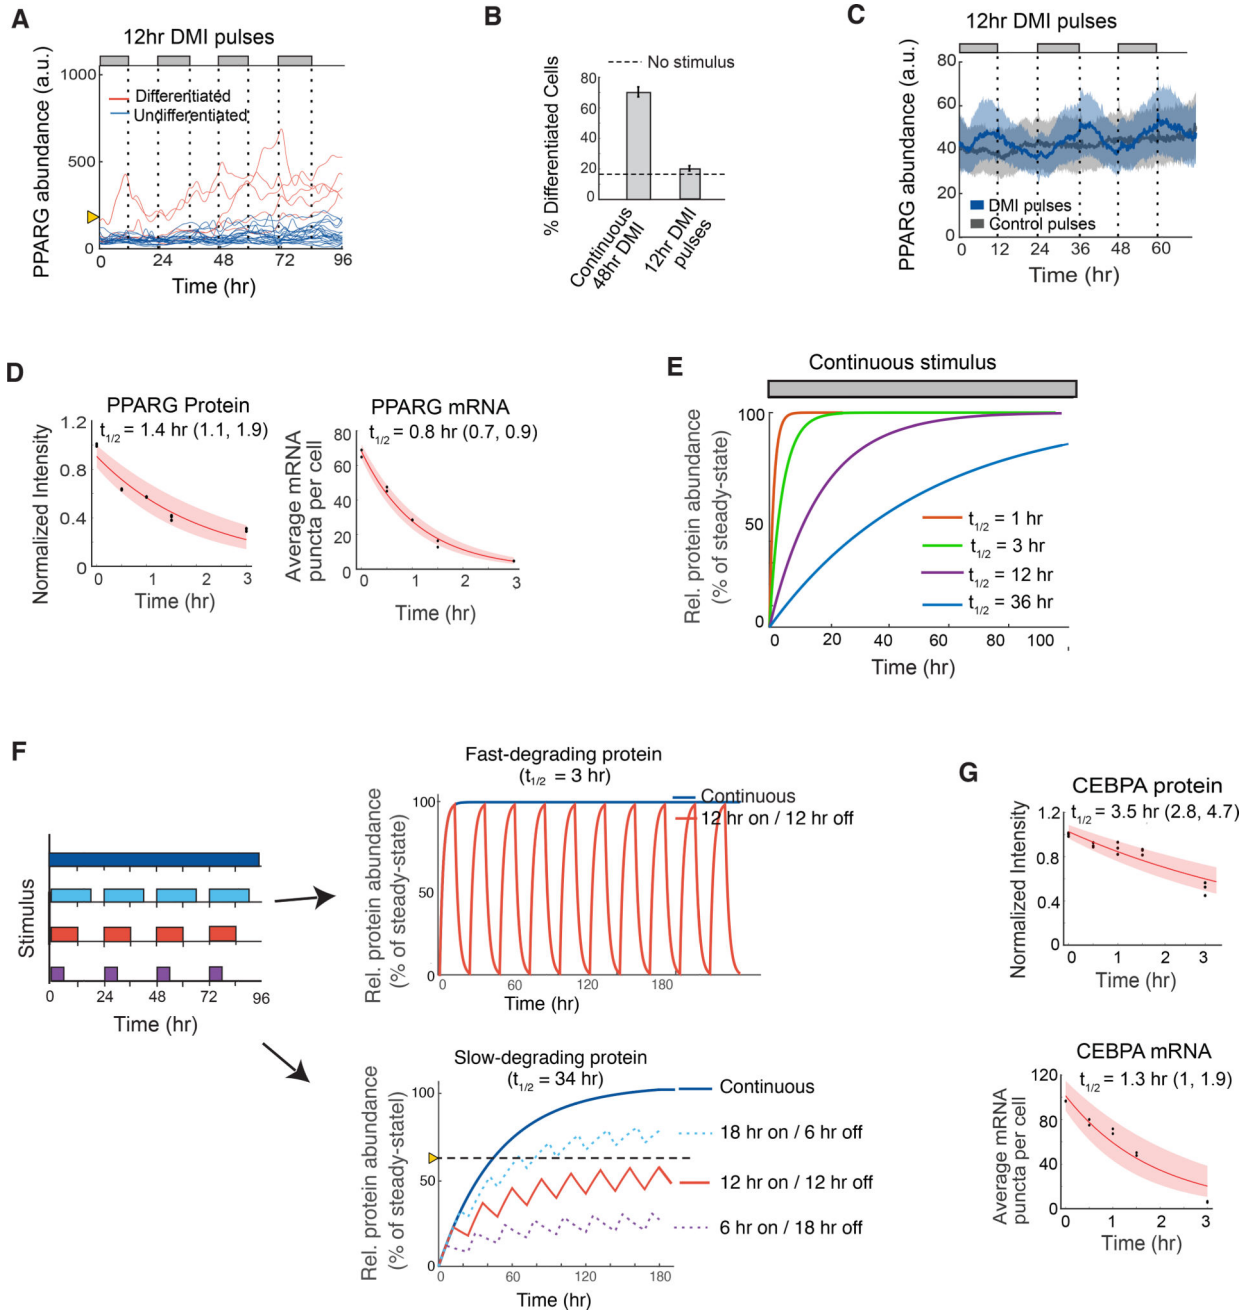 A
12hr DMI pulses
PPARG abundance (a.u.)
1000
500
0
Differentiated
Undifferentiated
0 24 48 72 96
Time (hr)
B
No stimulus
% Differentiated Cells
80
60
40
20
0
Continuous
48hr DMI
12hr DMI
pulses
C
12hr DMI pulses
PPARG abundance (a.u.)
80
60
40
20
0
DMI pulses
Control pulses
0 12 24 36 48 60
Time (hr)
D
PPARG Protein
t1/2 = 1.4 hr (1.1, 1.9)
Normalized Intensity
1.2
0.8
0.4
0
0 1 2 3
Time (hr)
PPARG mRNA
t1/2 = 0.8 hr (0.7, 0.9)
Average mRNA
puncta per cell
80
60
40
20
0
0 1 2 3
Time (hr)
E
Continuous stimulus
Rel. protein abundance
(% of steady-state)
100
50
0
t1/2 = 1 hr
t1/2 = 3 hr
t1/2 = 12 hr
t1/2 = 36 hr
0 20 40 60 80 100
Time (hr)
F
Stimulus
0 24 48 72 96
Time (hr)
Fast-degrading protein
(t1/2 = 3 hr)
Rel. protein abundance
(% of steady-state)
100
50
0
Continuous
12 hr on / 12 hr off
0 60 120 180
Time (hr)
Slow-degrading protein
(t1/2 = 34 hr)
Rel. protein abundance
(% of steady-statel)
100
50
0
Continuous
18 hr on / 6 hr off
12 hr on / 12 hr off
6 hr on / 18 hr off
0 60 120 180
Time (hr)
G
CEBPA protein
t1/2 = 3.5 hr (2.8, 4.7)
Normalized Intensity
1.2
0.8
0.4
0
0 1 2 3
Time (hr)
CEBPA mRNA
t1/2 = 1.3 hr (1, 1.9)
Average mRNA
puncta per cell
120
80
40
0
0 1 2 3
Time (hr)